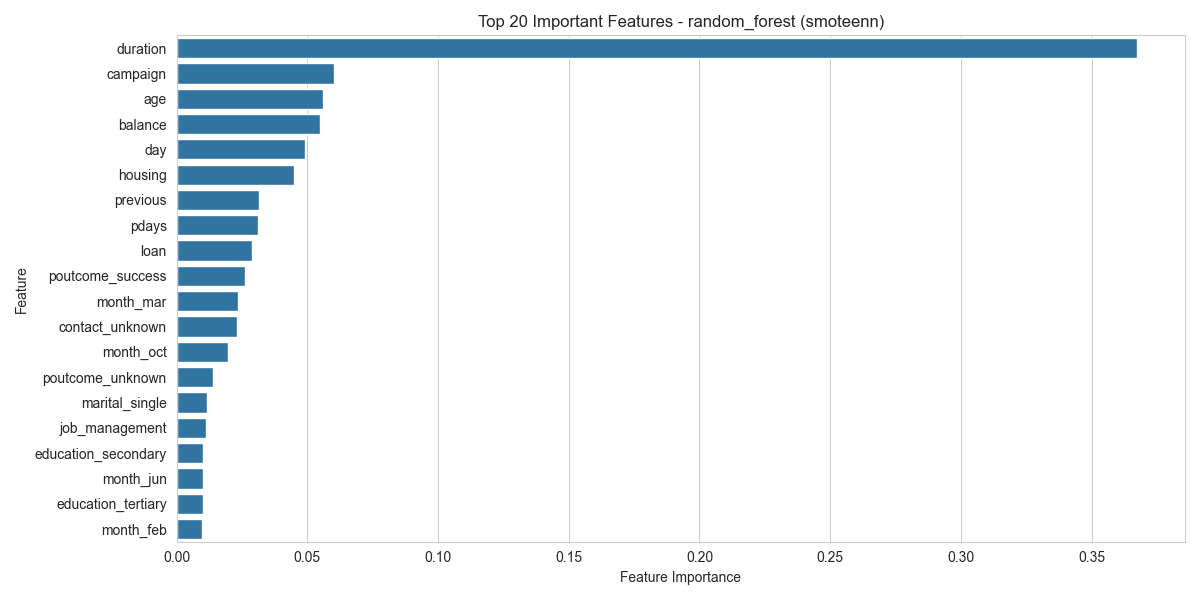 Top 20 Important Features - random_forest (smoteenn)
Feature
duration
campaign
age
balance
day
housing
previous
pdays
loan
poutcome_success
month_mar
contact_unknown
month_oct
poutcome_unknown
marital_single
job_management
education_secondary
month_jun
education_tertiary
month_feb
0.00 0.05 0.10 0.15 0.20 0.25 0.30 0.35
Feature Importance